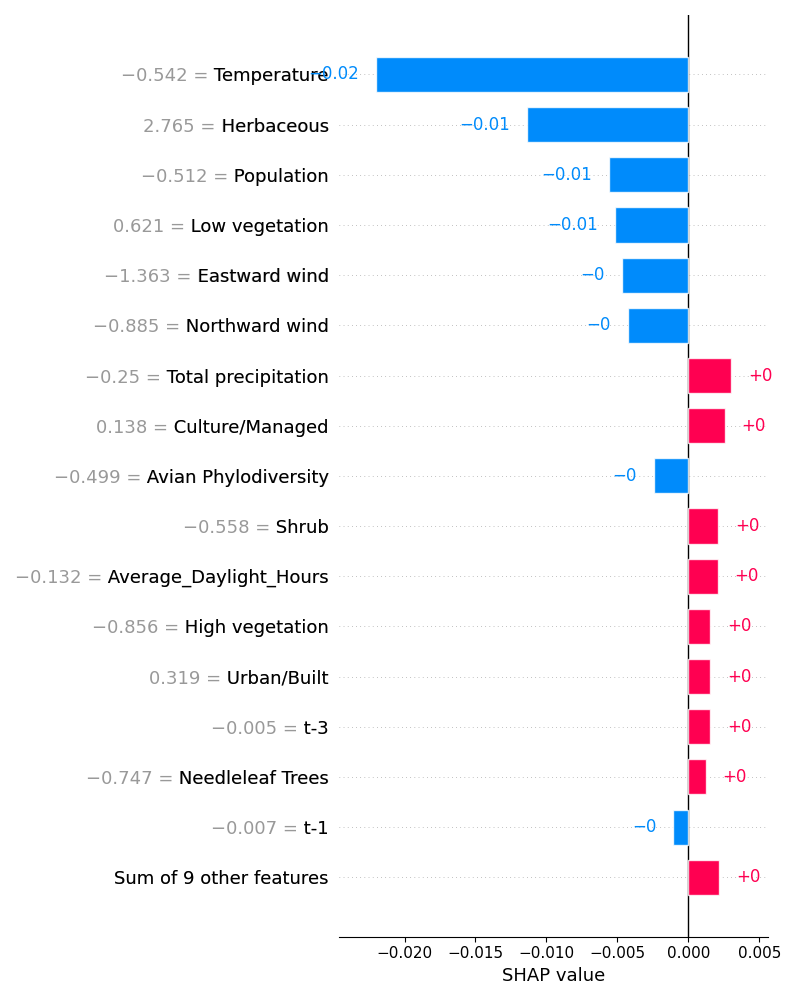 −0.542 = Temperature −0.02
2.765 = Herbaceous −0.01
−0.512 = Population −0.01
0.621 = Low vegetation −0.01
−1.363 = Eastward wind −0
−0.885 = Northward wind −0
−0.25 = Total precipitation +0
0.138 = Culture/Managed +0
−0.499 = Avian Phylodiversity −0
−0.558 = Shrub +0
−0.132 = Average_Daylight_Hours +0
−0.856 = High vegetation +0
0.319 = Urban/Built +0
−0.005 = t-3 +0
−0.747 = Needleleaf Trees +0
−0.007 = t-1 −0
Sum of 9 other features +0
−0.020 −0.015 −0.010 −0.005 0.000 0.005
SHAP value